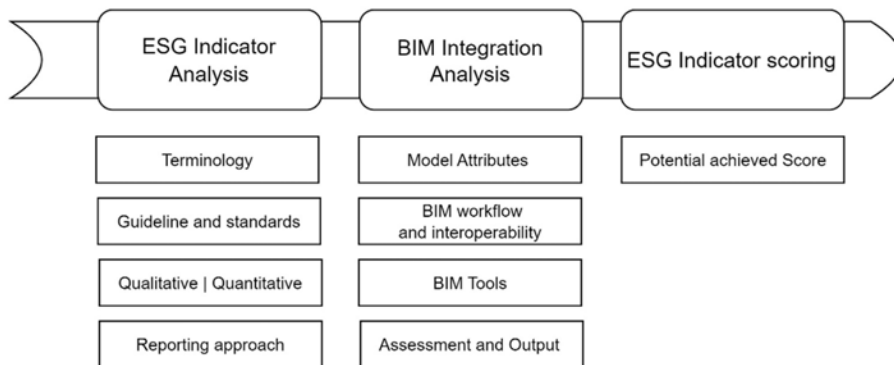 ESG Indicator
Analysis
BIM Integration
Analysis
ESG Indicator scoring
Terminology
Model Attributes
Potential achieved Score
Guideline and standards
BIM workflow
and interoperability
Qualitative | Quantitative
BIM Tools
Reporting approach
Assessment and Output